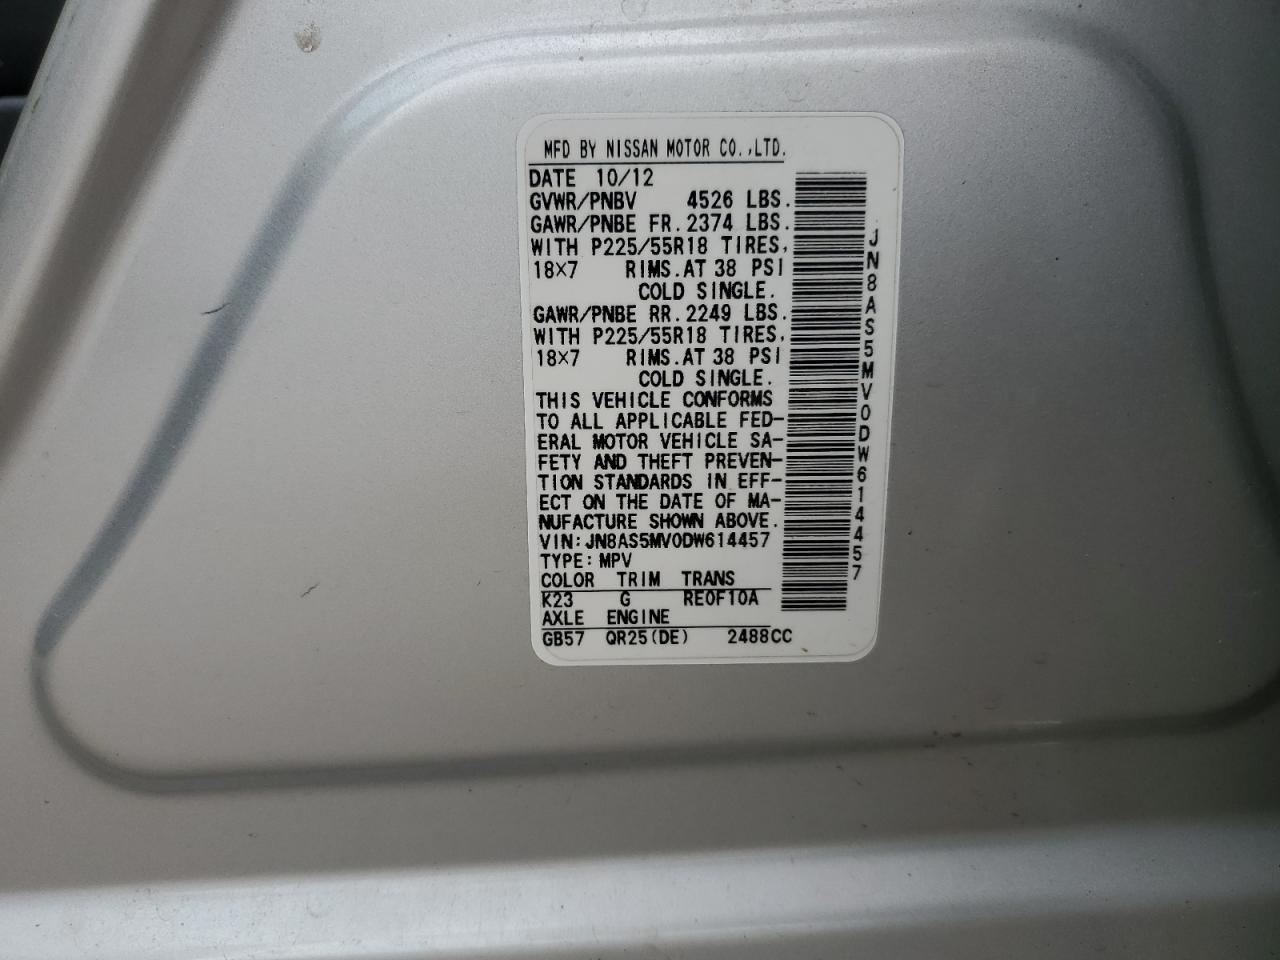 MFD BY NISSAN MOTOR CO.,LTD.
DATE 10/12
GVWR/PNBV 4526 LBS.
GAWR/PNBE FR.2374 LBS.
WITH P225/55R18 TIRES,
18×7 RIMS.AT 38 PSI
COLD SINGLE.
GAWR/PNBE RR.2249 LBS.
WITH P225/55R18 TIRES,
18×7 RIMS.AT 38 PSI
COLD SINGLE.
THIS VEHICLE CONFORMS
TO ALL APPLICABLE FED-
ERAL MOTOR VEHICLE SA-
FETY AND THEFT PREVEN-
TION STANDARDS IN EFF-
ECT ON THE DATE OF MA-
NUFACTURE SHOWN ABOVE.
VIN:JN8AS5MV0DW614457
TYPE:MPV
COLOR TRIM TRANS
K23 G RE0F10A
AXLE ENGINE
GB57 QR25(DE) 2488CC
JN8AS5MV0DW614457